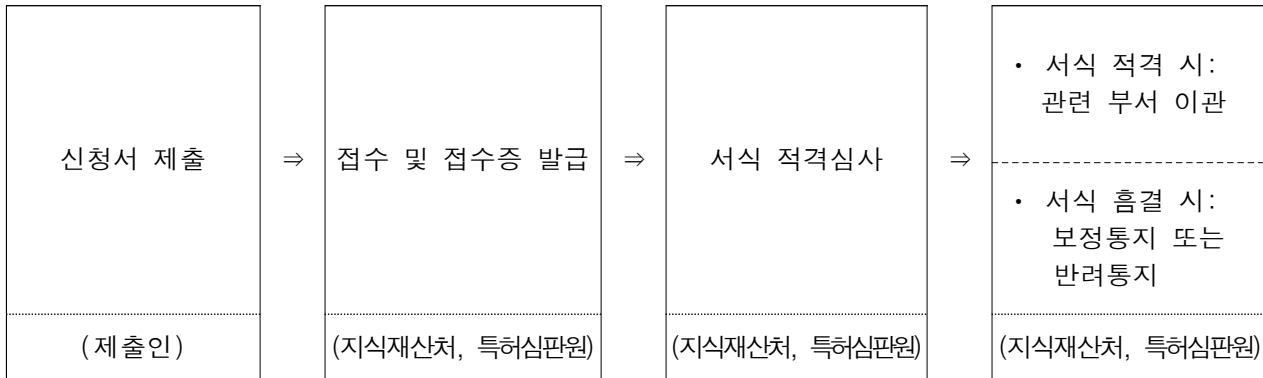 신청서 제출
⇒
접수 및 접수증 발급
⇒
서식 적격심사
⇒
• 서식 적격 시:
관련 부서 이관
• 서식 흠결 시:
보정통지 또는
반려통지
(제출인)
(지식재산처, 특허심판원)
(지식재산처, 특허심판원)
(지식재산처, 특허심판원)